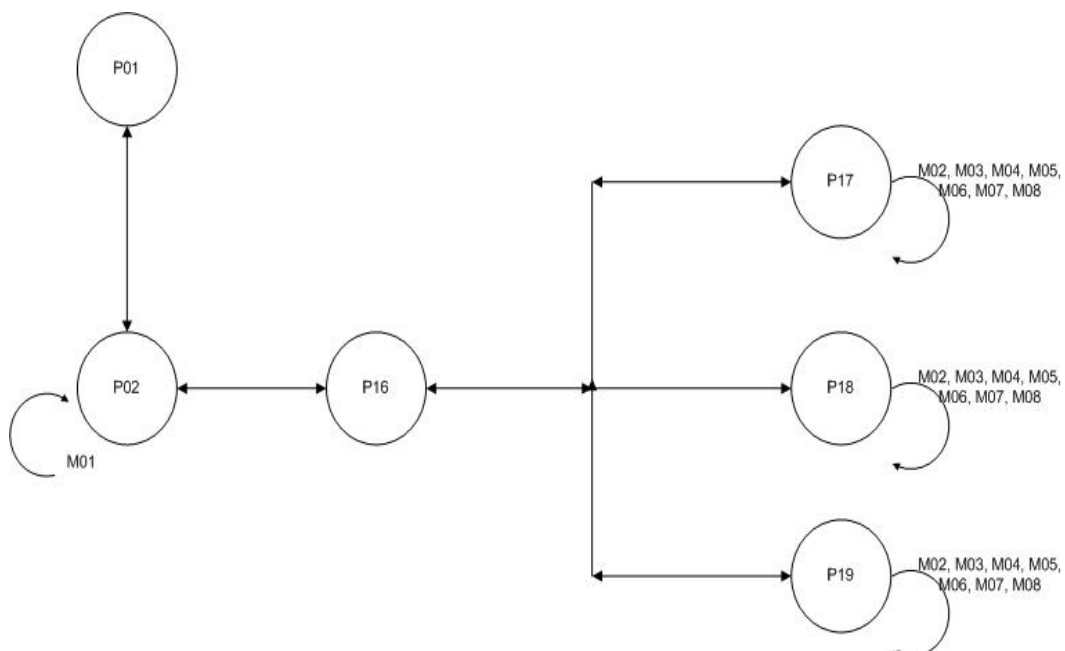 P01
P17
M02, M03, M04, M05,
M06, M07, M08
P02
P16
P18
M02, M03, M04, M05,
M06, M07, M08
M01
P19
M02, M03, M04, M05,
M06, M07, M08